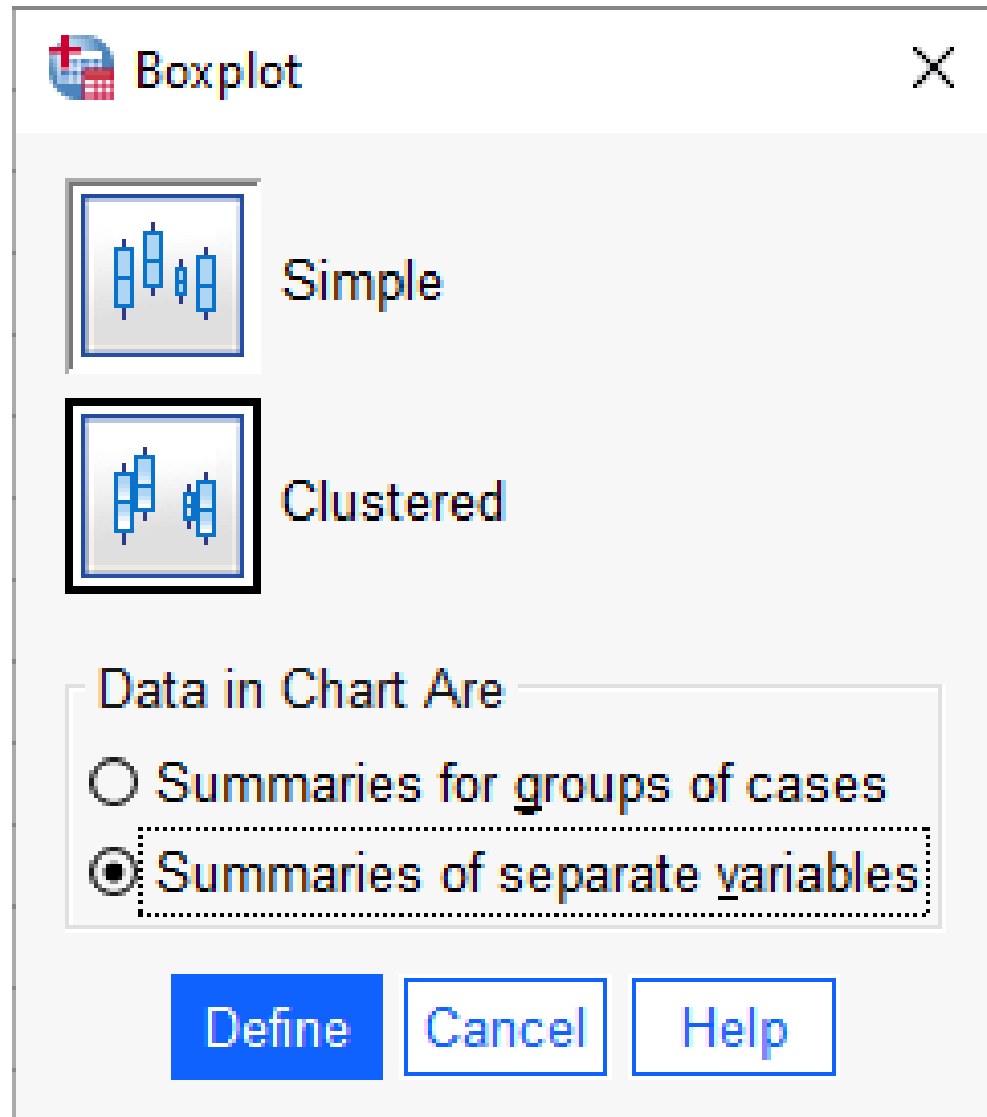 Boxplot
Simple
Clustered
Data in Chart Are
Summaries for groups of cases
Summaries of separate variables
Define Cancel Help